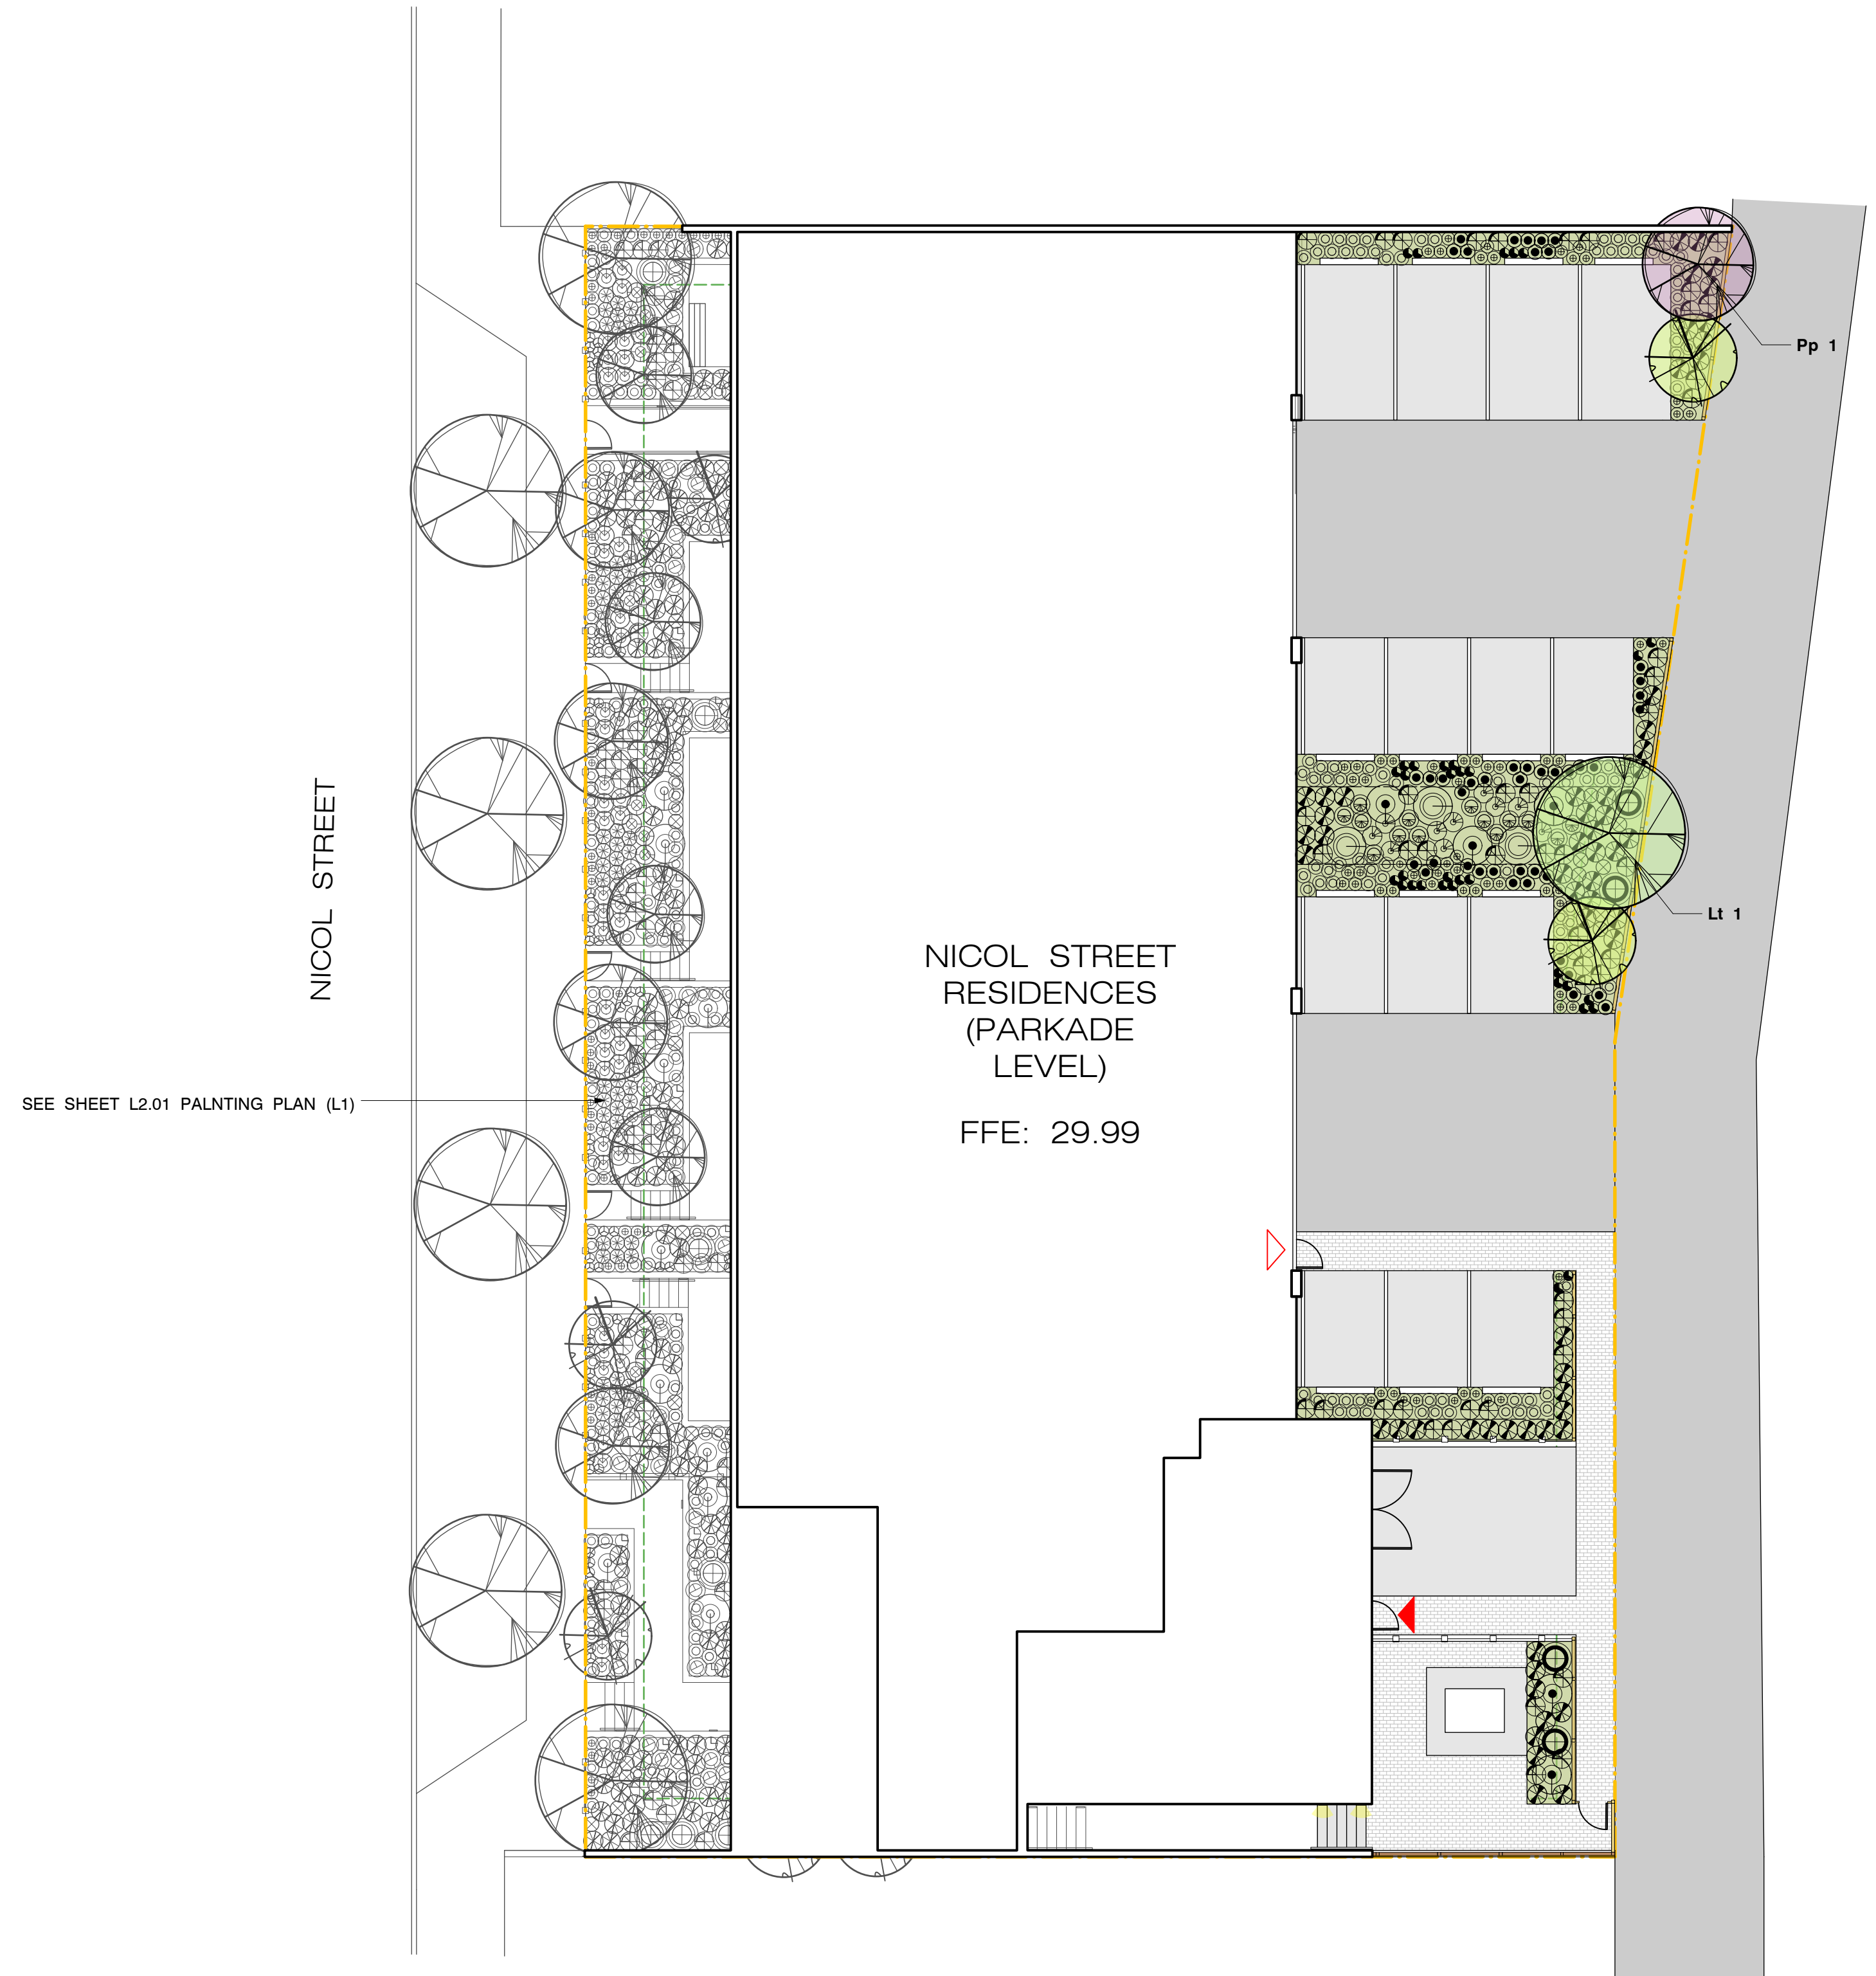 Pp 1
NICOL STREET
Lt 1
NICOL STREET
RESIDENCES
(PARKADE
LEVEL)
FFE: 29.99
SEE SHEET L2.01 PALNTING PLAN (L1)